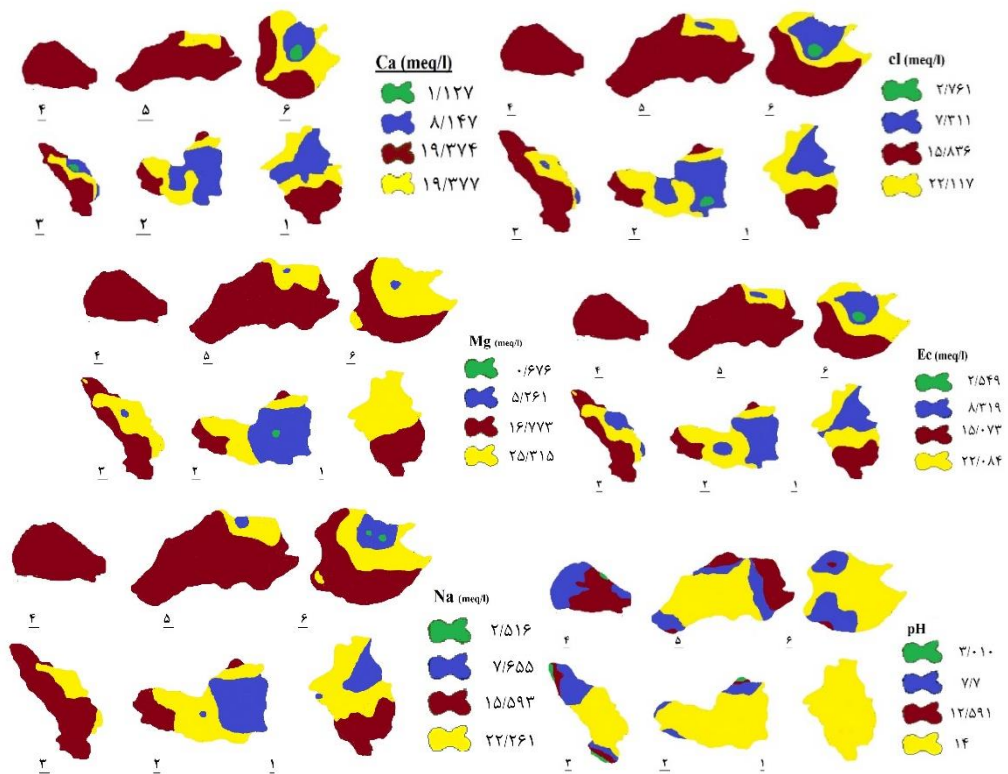 Ca (meq/l)
۱/۱۲۷
۸/۱۴۷
۱۹/۳۷۴
۱۹/۳۷۷
۴ ۵ ۶
۳ ۲ ۱
cl (meq/l)
۲/۷۶۱
۷/۳۱۱
۱۵/۸۳۶
۲۲/۱۱۷
۴ ۵ ۶
۳ ۲ ۱
Mg (meq/l)
۰/۶۷۶
۵/۲۶۱
۱۶/۷۷۳
۲۵/۳۱۵
۴ ۵ ۶
۳ ۲ ۱
Ec (meq/l)
۲/۵۴۹
۸/۳۱۹
۱۵/۰۷۳
۲۲/۰۸۴
۴ ۵ ۶
۳ ۲ ۱
Na (meq/l)
۲/۵۱۶
۷/۶۵۵
۱۵/۵۹۳
۲۲/۲۶۱
۴ ۵ ۶
۳ ۲ ۱
pH
۳/۰۱۰
۷/۷
۱۲/۵۹۱
۱۴
۴ ۵ ۶
۳ ۲ ۱